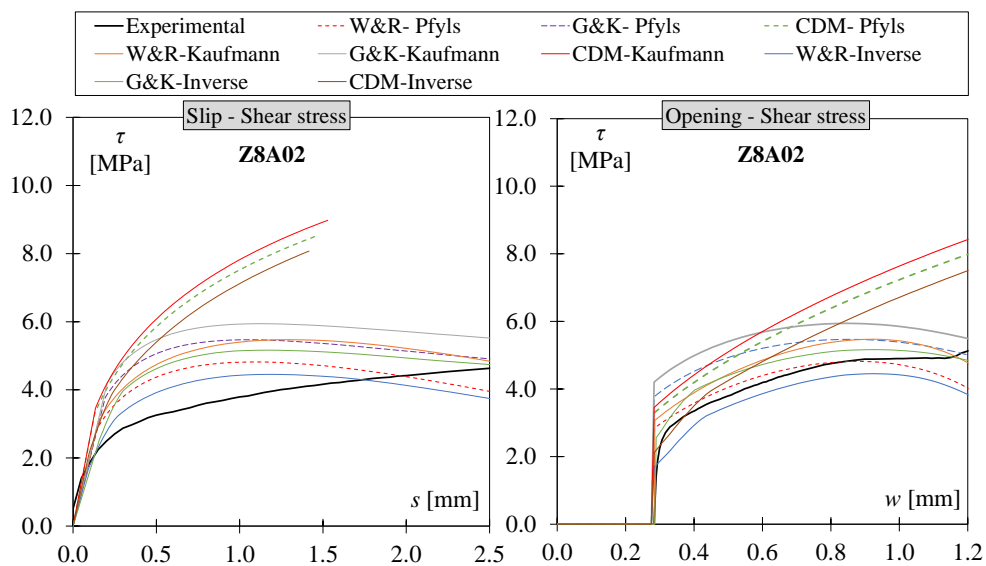 Experimental W&R- Pfyls G&K- Pfyls CDM- Pfyls
W&R-Kaufmann G&K-Kaufmann CDM-Kaufmann W&R-Inverse
G&K-Inverse CDM-Inverse
Slip - Shear stress
12.0
10.0
8.0
6.0
4.0
2.0
0.0
τ
[MPa]
Z8A02
s [mm]
0.0 0.5 1.0 1.5 2.0 2.5
Opening - Shear stress
12.0
10.0
8.0
6.0
4.0
2.0
0.0
τ
[MPa]
Z8A02
w [mm]
0.0 0.2 0.4 0.6 0.8 1.0 1.2